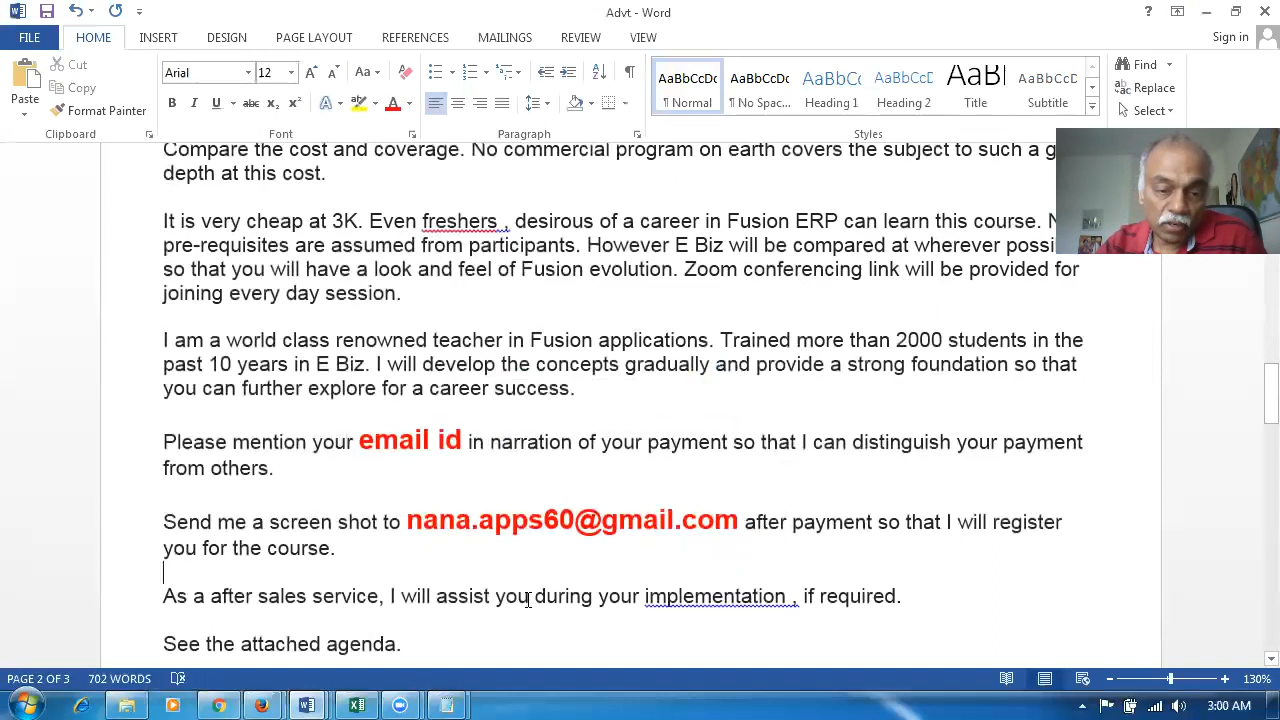 Advt - Word
FILE HOME INSERT DESIGN PAGE LAYOUT REFERENCES MAILINGS REVIEW VIEW Sign in
Cut
Copy
Format Painter
Paste
Arial 12
Find
Replace
Select
AaBbCcDc AaBbCcDc AaBbCc AaBbCcD AaB AaBbCcD
¶ Normal ¶ No Spac... Heading 1 Heading 2 Title Subtitle
Clipboard Font Paragraph Styles
Compare the cost and coverage. No commercial program on earth covers the subject to such a
depth at this cost.
It is very cheap at 3K. Even freshers , desirous of a career in Fusion ERP can learn this course.
pre-requisites are assumed from participants. However E Biz will be compared at wherever
so that you will have a look and feel of Fusion evolution. Zoom conferencing link will be provided for
joining every day session.
I am a world class renowned teacher in Fusion applications. Trained more than 2000 students in the
past 10 years in E Biz. I will develop the concepts gradually and provide a strong foundation so that
you can further explore for a career success.
Please mention your email id in narration of your payment so that I can distinguish your payment
from others.
Send me a screen shot to nana.apps60@gmail.com after payment so that I will register
you for the course.
As a after sales service, I will assist you during your implementation , if required.
See the attached agenda.
PAGE 2 OF 3 702 WORDS 130%
3:00 AM